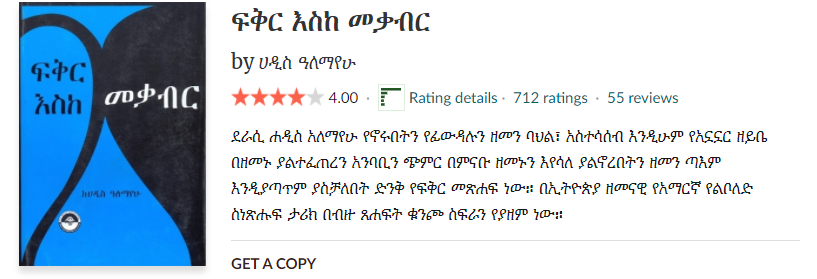 ፍቅር እስከ መቃብር
by ሀዲስ ዓለማየሁ
4.00 · Rating details · 712 ratings · 55 reviews
ደራሲ ሐዲስ አለማየሁ የኖሩበትን የፊውዳሉን ዘመን ባህል፣ አስተሳሰብ እንዲሁም የአኗኗር ዘይቤ
በዘመኑ ያልተፈጠረን አንባቢን ጭምር በምናቡ ዘመኑን እየሳለ ያልኖረበትን ዘመን ጣእም
እንዲያጣጥም ያስቻለበት ድንቅ የፍቅር መጽሐፍ ነው። በኢትዮጵያ ዘመናዊ የአማርኛ የልቦለድ
ስነጽሑፍ ታሪክ በብዙ ጸሐፍት ቁንጮ ስፍራን የያዘም ነው።
GET A COPY
ፍቅር
እስከ
መቃብር
ከሀዲስ ዓለማየሁ